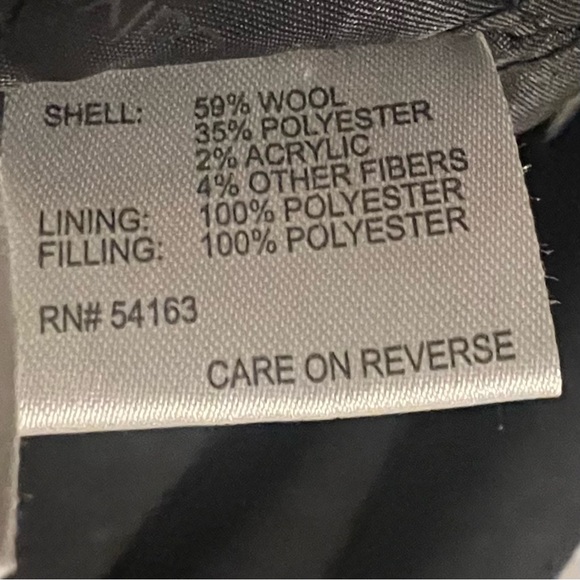 SHELL: 59% WOOL
35% POLYESTER
2% ACRYLIC
4% OTHER FIBERS
LINING: 100% POLYESTER
FILLING: 100% POLYESTER
RN# 54163
CARE ON REVERSE